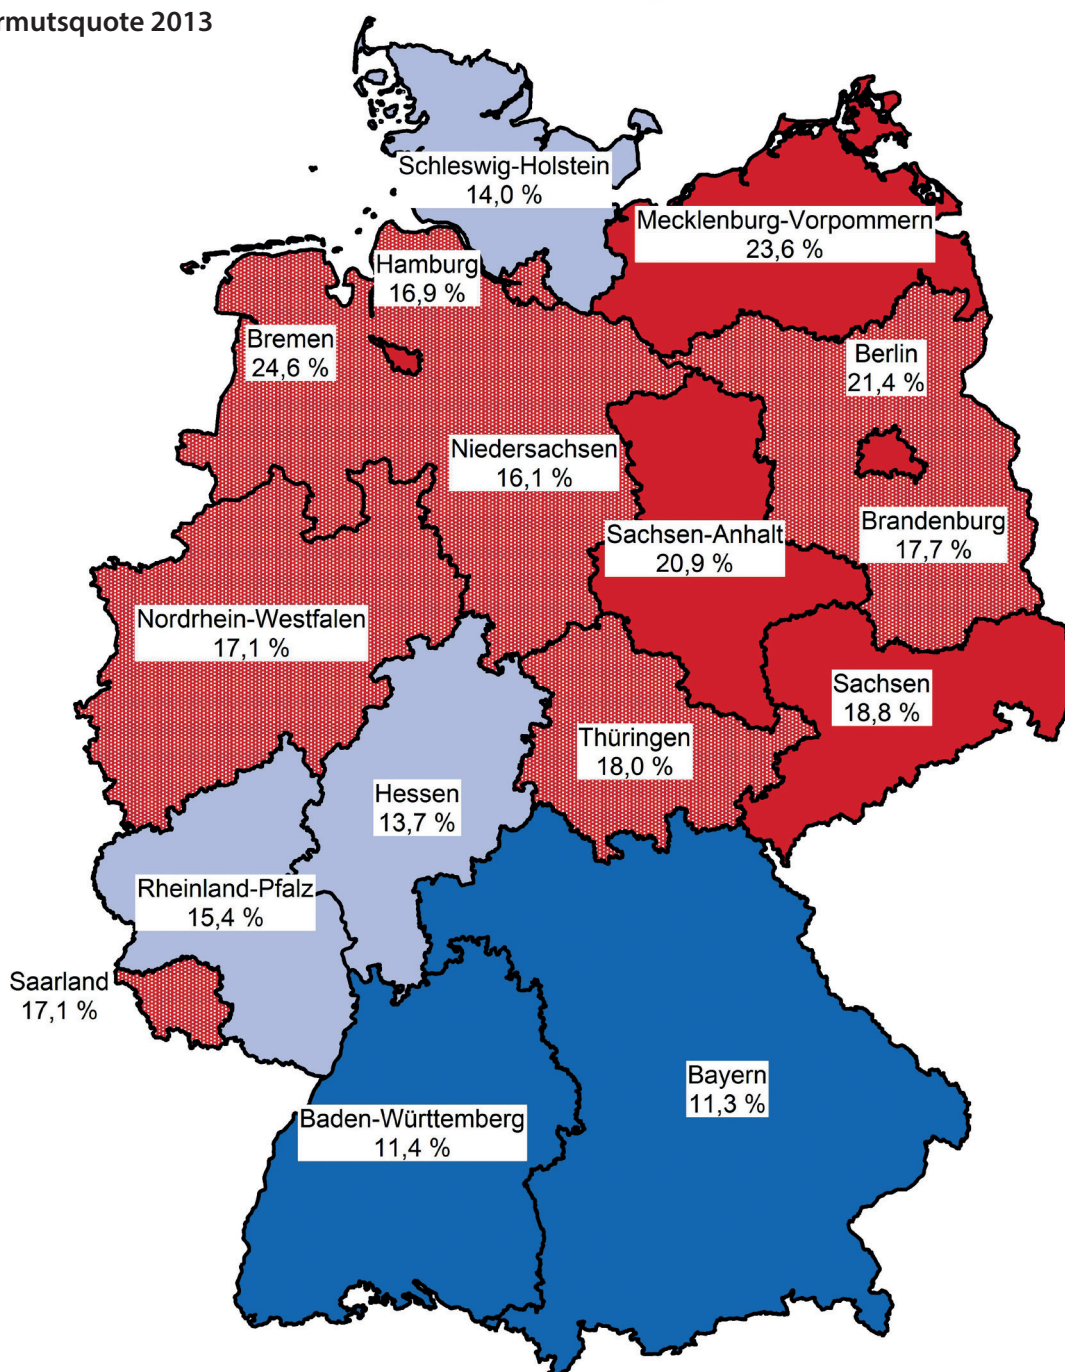 rmutsquote 2013
Schleswig-Holstein
14,0 %
Mecklenburg-Vorpommern
23,6 %
Hamburg
16,9 %
Bremen
24,6 %
Berlin
21,4 %
Niedersachsen
16,1 %
Brandenburg
17,7 %
Sachsen-Anhalt
20,9 %
Nordrhein-Westfalen
17,1 %
Sachsen
18,8 %
Thüringen
18,0 %
Hessen
13,7 %
Rheinland-Pfalz
15,4 %
Saarland
17,1 %
Bayern
11,3 %
Baden-Württemberg
11,4 %